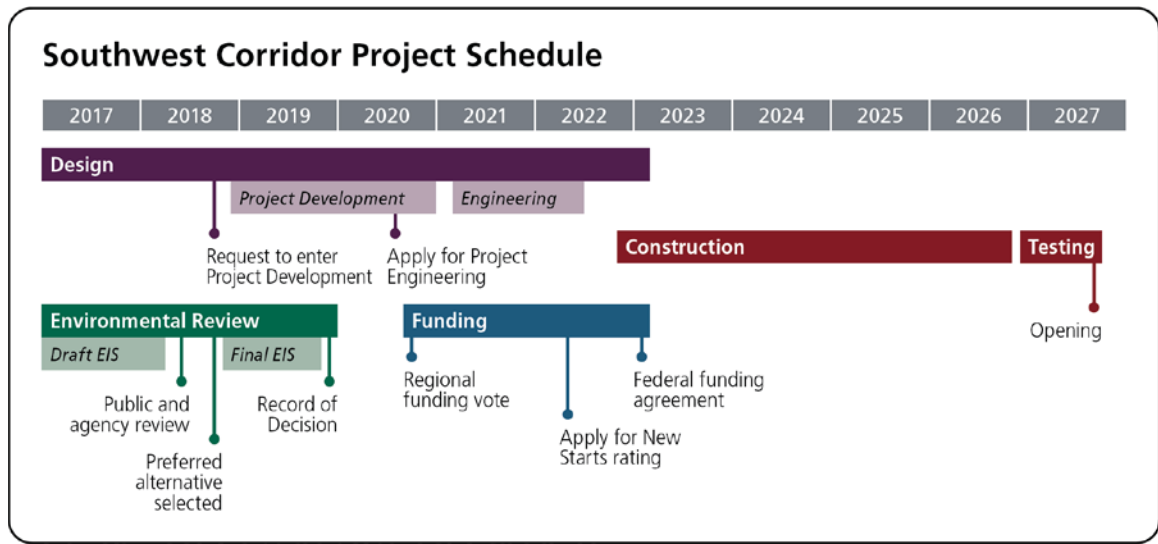 Southwest Corridor Project Schedule
2017 2018 2019 2020 2021 2022 2023 2024 2025 2026 2027
Design
Project Development Engineering
Request to enter
Project Development
Apply for Project
Engineering
Construction Testing
Opening
Environmental Review
Draft EIS Final EIS
Public and
agency review
Preferred
alternative
selected
Record of
Decision
Funding
Regional
funding vote
Apply for New
Starts rating
Federal funding
agreement